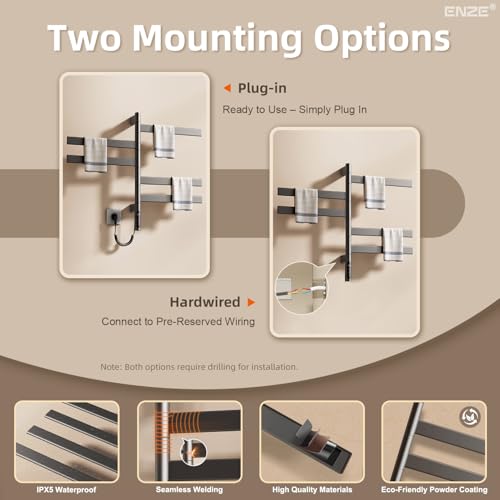 ENZE®
Two Mounting Options
Plug-in
Ready to Use – Simply Plug In
Hardwired
Connect to Pre-Reserved Wiring
Note: Both options require drilling for installation.
IPX5 Waterproof
Seamless Welding
High Quality Materials
Eco-Friendly Powder Coating